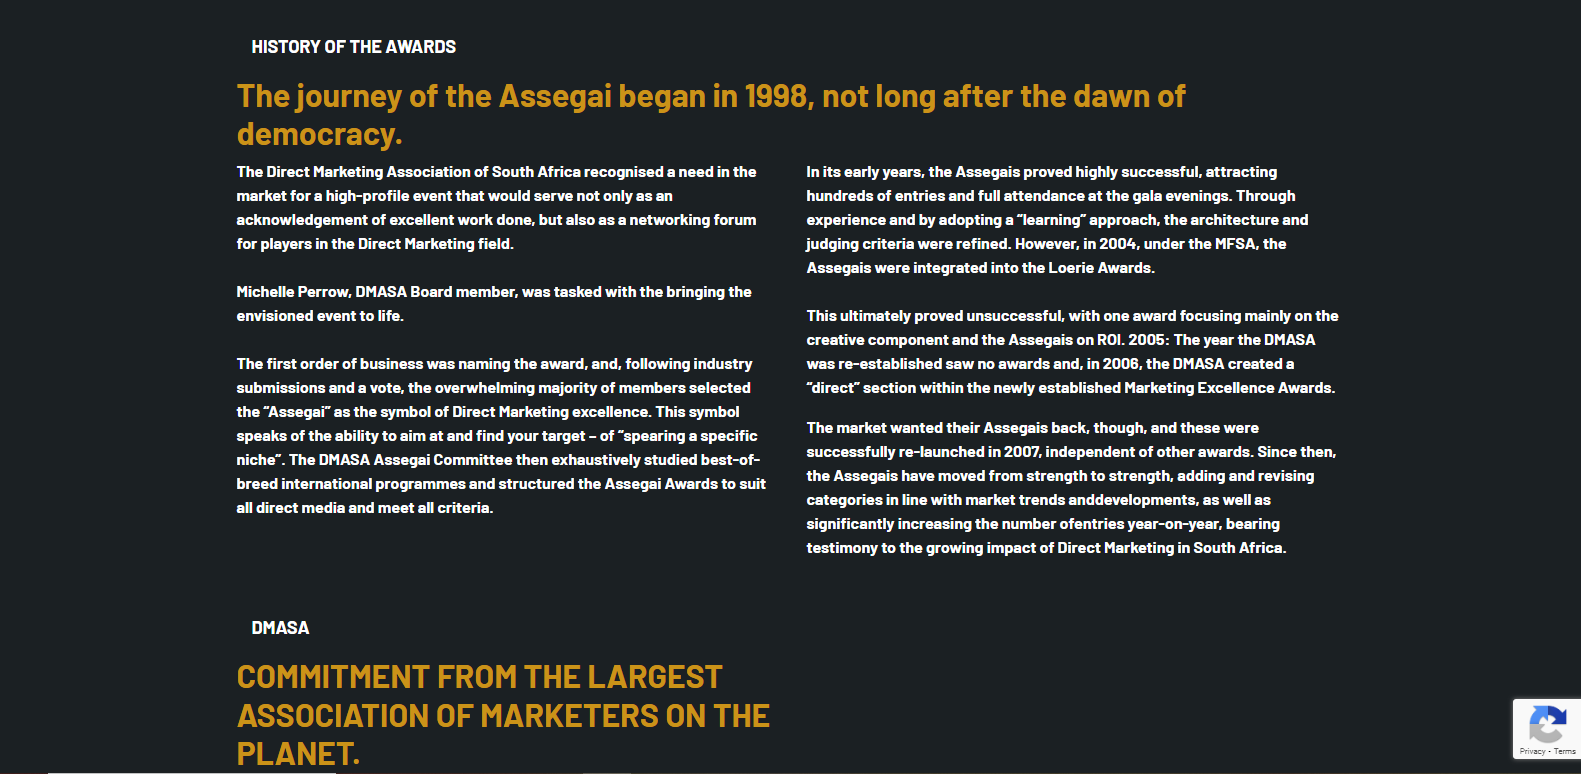 HISTORY OF THE AWARDS
The journey of the Assegai began in 1998, not long after the dawn of
democracy.
The Direct Marketing Association of South Africa recognised a need in the
market for a high-profile event that would serve not only as an
acknowledgement of excellent work done, but also as a networking forum
for players in the Direct Marketing field.
Michelle Perrow, DMASA Board member, was tasked with the bringing the
envisioned event to life.
The first order of business was naming the award, and, following industry
submissions and a vote, the overwhelming majority of members selected
the “Assegai” as the symbol of Direct Marketing excellence. This symbol
speaks of the ability to aim at and find your target – of “spearing a specific
niche”. The DMASA Assegai Committee then exhaustively studied best-of-
breed international programmes and structured the Assegai Awards to suit
all direct media and meet all criteria.
In its early years, the Assegais proved highly successful, attracting
hundreds of entries and full attendance at the gala evenings. Through
experience and by adopting a “learning” approach, the architecture and
judging criteria were refined. However, in 2004, under the MFSA, the
Assegais were integrated into the Loerie Awards.
This ultimately proved unsuccessful, with one award focusing mainly on the
creative component and the Assegais on ROI. 2005: The year the DMASA
was re-established saw no awards and, in 2006, the DMASA created a
“direct” section within the newly established Marketing Excellence Awards.
The market wanted their Assegais back, though, and these were
successfully re-launched in 2007, independent of other awards. Since then,
the Assegais have moved from strength to strength, adding and revising
categories in line with market trends anddevelopments, as well as
significantly increasing the number ofentries year-on-year, bearing
testimony to the growing impact of Direct Marketing in South Africa.
DMASA
COMMITMENT FROM THE LARGEST
ASSOCIATION OF MARKETERS ON THE
PLANET.
Privacy - Terms